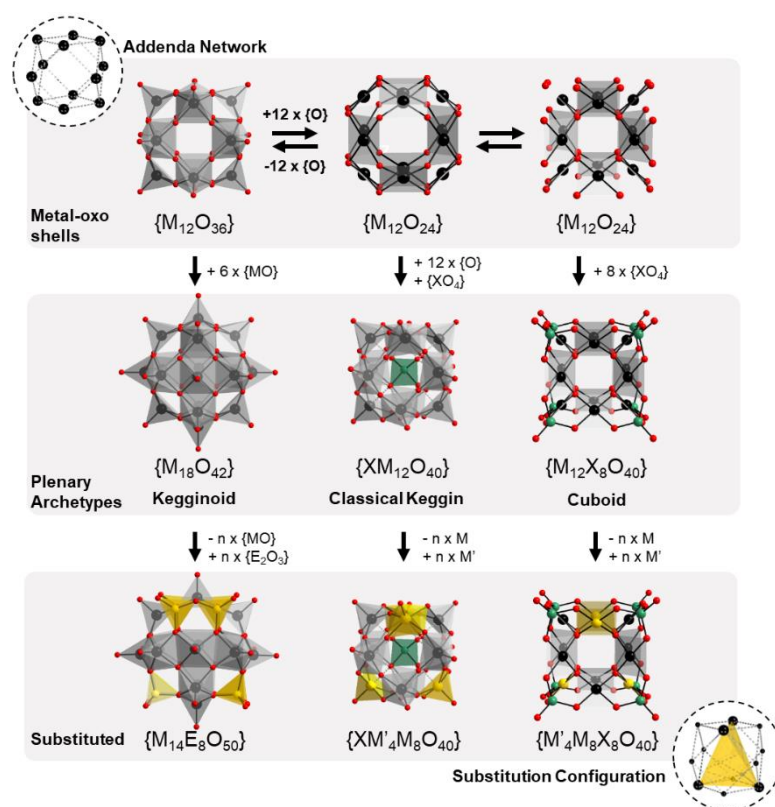 Addenda Network
+12 x {O}
-12 x {O}
Metal-oxo
shells
{M₁₂O₃₆}
{M₁₂O₂₄}
{M₁₂O₂₄}
+ 6 x {MO}
+ 12 x {O}
+ {XO₄}
+ 8 x {XO₄}
Plenary
Archetypes
{M₁₈O₄₂}
Kegginoid
{XM₁₂O₄₀}
Classical Keggin
{M₁₂X₈O₄₀}
Cuboid
- n x {MO}
+ n x {E₂O₃}
- n x M
+ n x M'
- n x M
+ n x M'
Substituted
{M₁₄E₈O₅₀}
{XM'₄M₈O₄₀}
{M'₄M₈X₈O₄₀}
Substitution Configuration